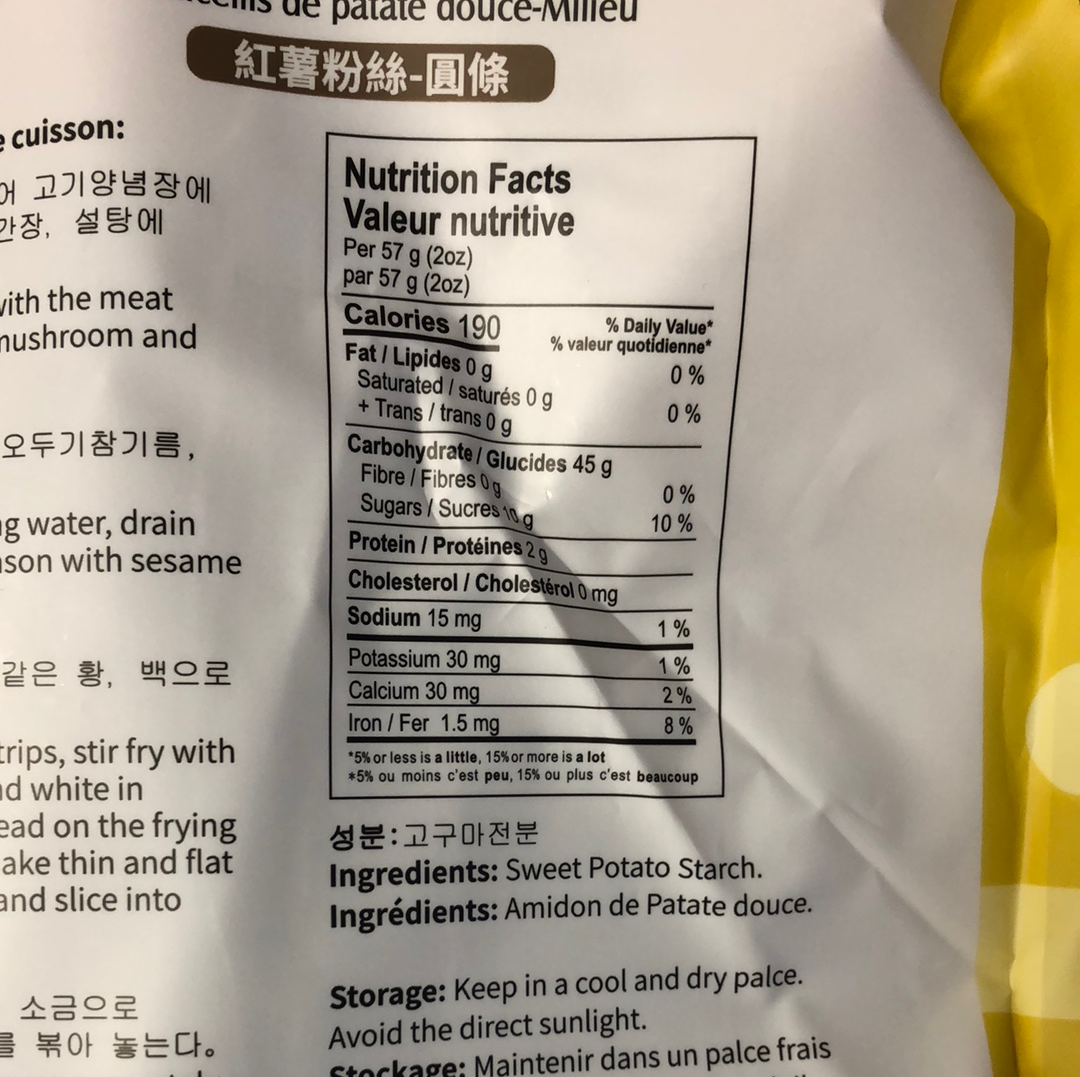 de patate douce-Milieu
紅薯粉絲-圓條
cuisson:
어 고기양념장에
간장, 설탕에
with the meat
mushroom and
오두기참기름,
water, drain
with sesame
같은 황, 백으로
stir fry with
white in
on the frying
thin and flat
and slice into
소금으로
를 볶아 놓는다.
Nutrition Facts
Valeur nutritive
Per 57 g (2oz)
par 57 g (2oz)
Calories 190
% Daily Value*
% valeur quotidienne*
Fat / Lipides 0 g 0 %
Saturated / saturés 0 g
+ Trans / trans 0 g 0 %
Carbohydrate / Glucides 45 g
Fibre / Fibres 0 g 0 %
Sugars / Sucres 10 g 10 %
Protein / Protéines 2 g
Cholesterol / Cholestérol 0 mg
Sodium 15 mg 1 %
Potassium 30 mg 1 %
Calcium 30 mg 2 %
Iron / Fer 1.5 mg 8 %
*5% or less is a little, 15% or more is a lot
*5% ou moins c'est peu, 15% ou plus c'est beaucoup
성분:고구마전분
Ingredients: Sweet Potato Starch.
Ingrédients: Amidon de Patate douce.
Storage: Keep in a cool and dry palce.
Avoid the direct sunlight.
Stockage: Maintenir dans un palce frais